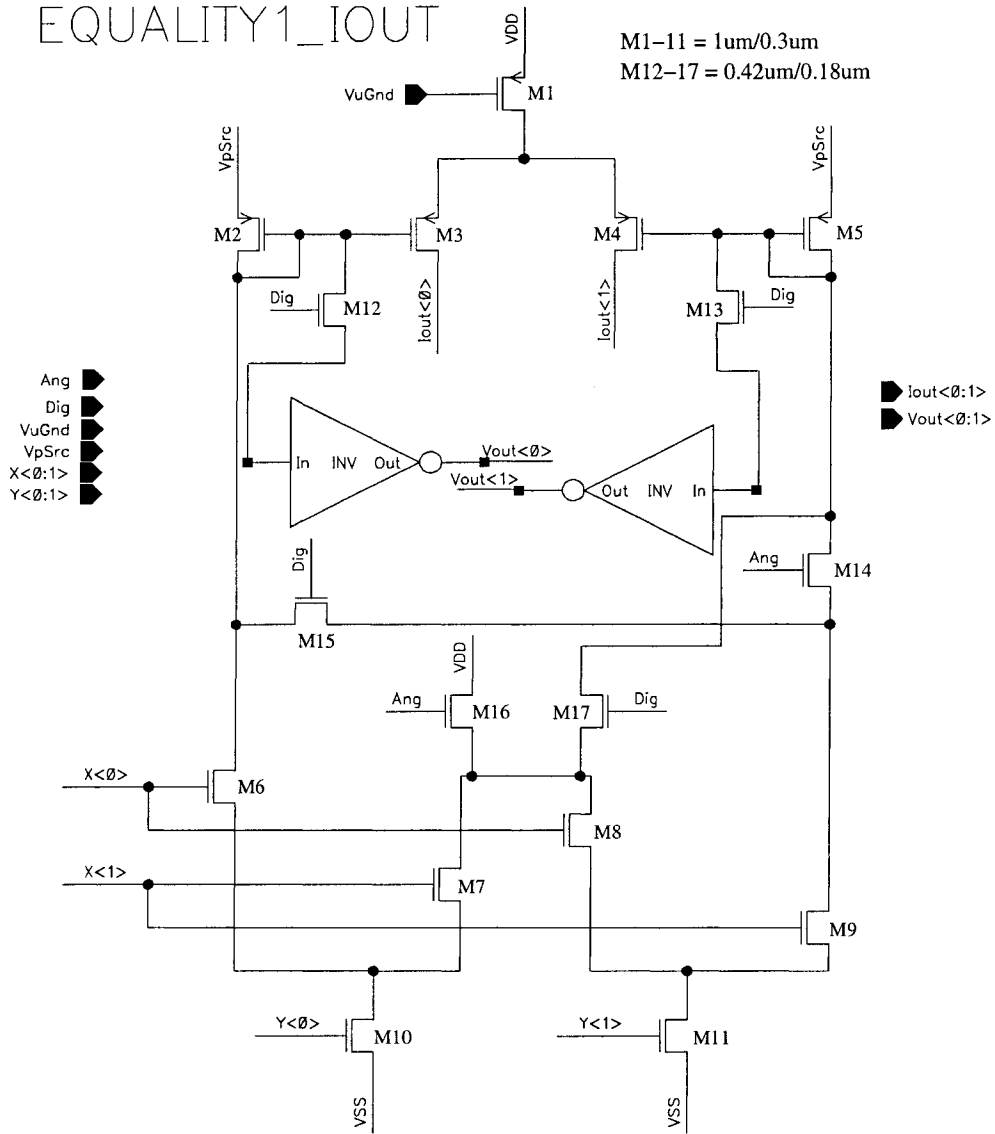 EQUALITY1_IOUT
VDD
M1-11 = 1um/0.3um
M12-17 = 0.42um/0.18um
VuGnd
M1
VpSrc
VpSrc
M2
M3
M4
M5
Dig
M12
Iout<0>
Iout<1>
M13
Dig
Ang
Dig
VuGnd
VpSrc
X<0:1>
Y<0:1>
Iout<0:1>
Vout<0:1>
In INV Out
Vout<0>
Vout<1>
Out INV In
Dig
Ang
M14
M15
VDD
Ang
M16
M17
Dig
X<0>
M6
M8
X<1>
M7
M9
Y<0>
M10
Y<1>
M11
VSS
VSS